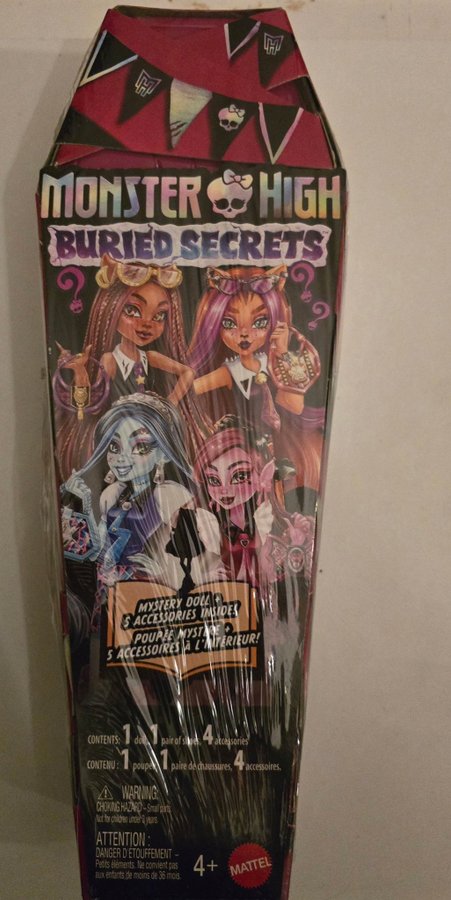 MONSTER HIGH
BURIED SECRETS™
MYSTERY DOLL +
5 ACCESSORIES INSIDE!
POUPÉE MYSTÈRE +
5 ACCESSOIRES À L'INTÉRIEUR!
CONTENTS: 1 doll, 1 pair of shoes, 4 accessories
CONTENU : 1 poupée, 1 paire de chaussures, 4 accessoires.
WARNING:
CHOKING HAZARD – Small parts
Not for children under 3 years
ATTENTION :
DANGER D'ÉTOUFFEMENT –
Petits éléments. Ne convient pas
aux enfants de moins de 36 mois.
4+
MATTEL